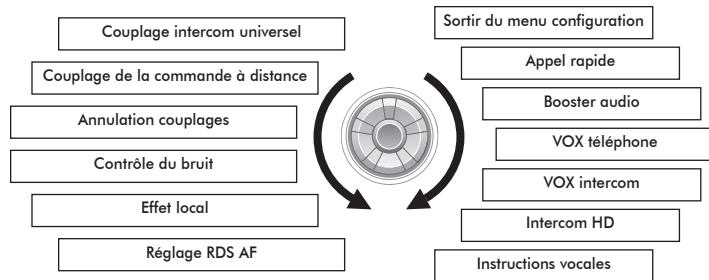 Couplage intercom universel
Couplage de la commande à distance
Annulation couplages
Contrôle du bruit
Effet local
Réglage RDS AF
Sortir du menu configuration
Appel rapide
Booster audio
VOX téléphone
VOX intercom
Intercom HD
Instructions vocales